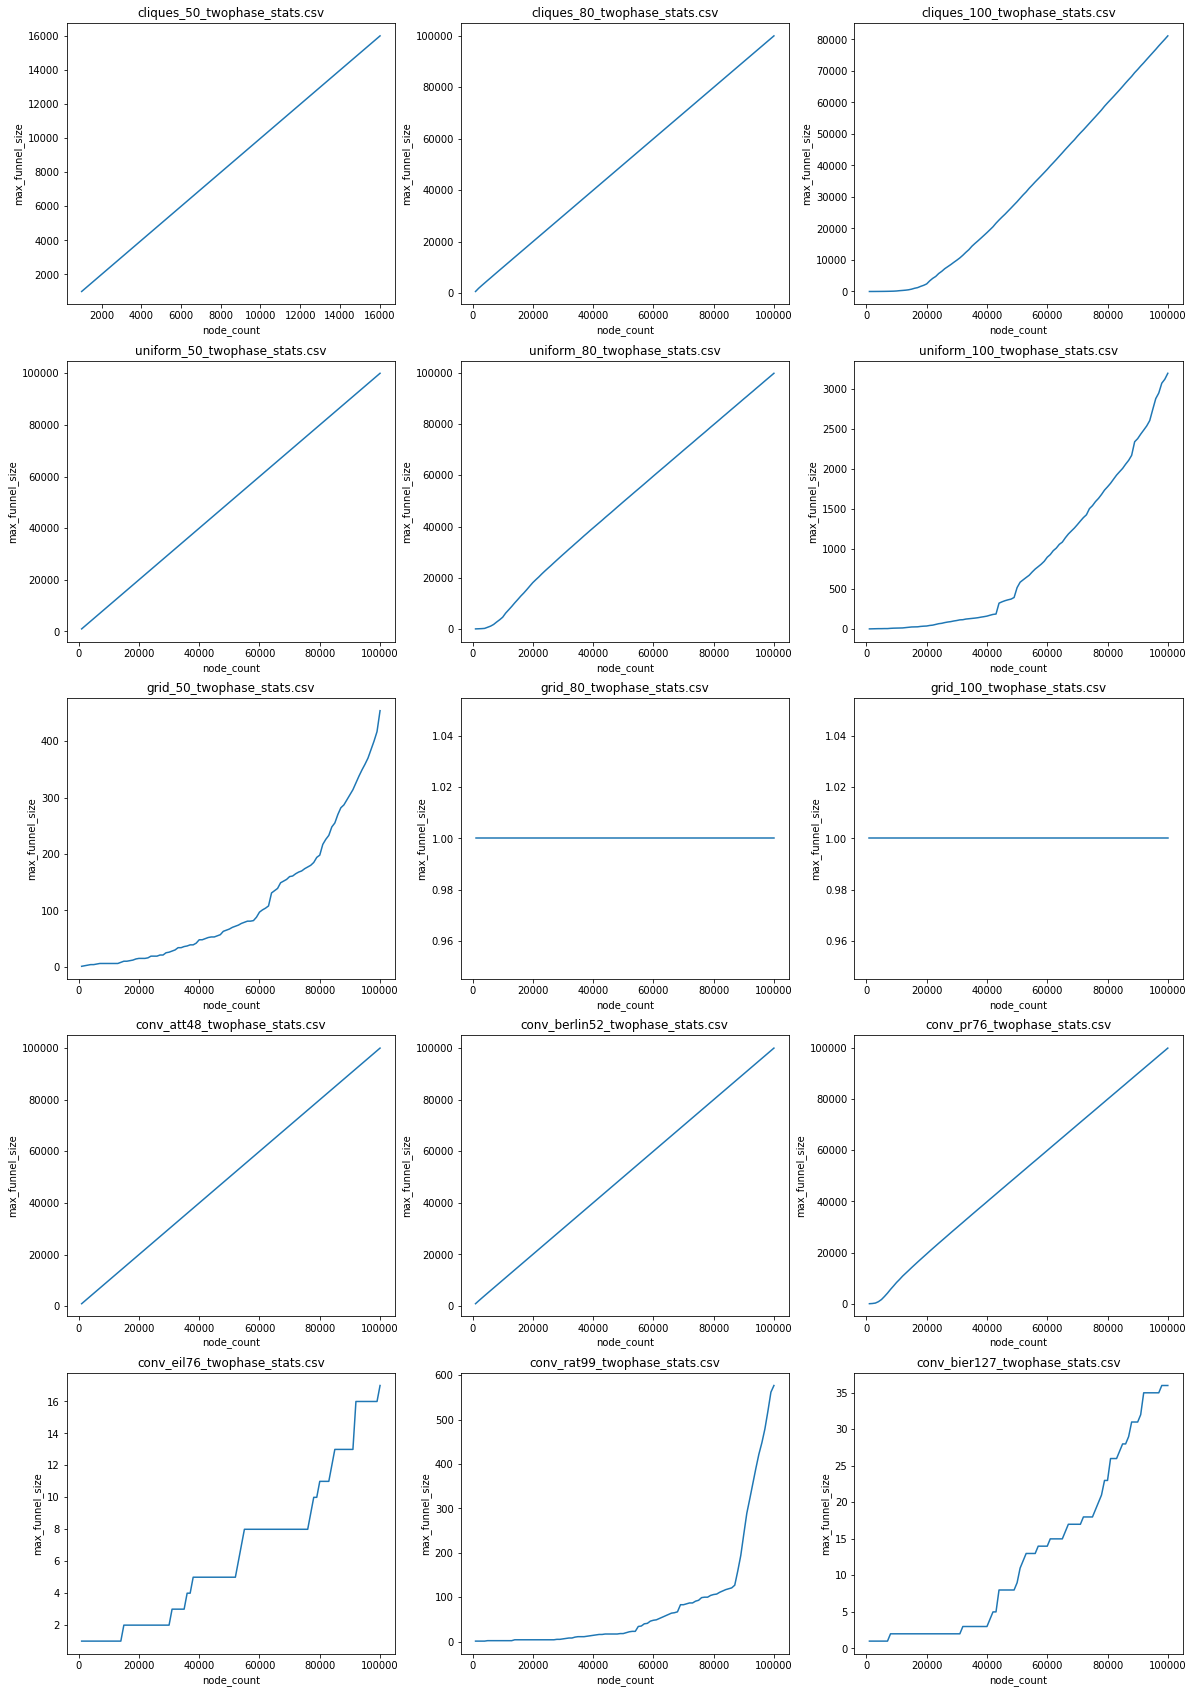 cliques_50_twophase_stats.csv
max_funnel_size
16000
14000
12000
10000
8000
6000
4000
2000
2000 4000 6000 8000 10000 12000 14000 16000
node_count
cliques_80_twophase_stats.csv
max_funnel_size
100000
80000
60000
40000
20000
0
0 20000 40000 60000 80000 100000
node_count
cliques_100_twophase_stats.csv
max_funnel_size
80000
70000
60000
50000
40000
30000
20000
10000
0
0 20000 40000 60000 80000 100000
node_count
uniform_50_twophase_stats.csv
max_funnel_size
100000
80000
60000
40000
20000
0
0 20000 40000 60000 80000 100000
node_count
uniform_80_twophase_stats.csv
max_funnel_size
100000
80000
60000
40000
20000
0
0 20000 40000 60000 80000 100000
node_count
uniform_100_twophase_stats.csv
max_funnel_size
3000
2500
2000
1500
1000
500
0
0 20000 40000 60000 80000 100000
node_count
grid_50_twophase_stats.csv
max_funnel_size
400
300
200
100
0
0 20000 40000 60000 80000 100000
node_count
grid_80_twophase_stats.csv
max_funnel_size
1.04
1.02
1.00
0.98
0.96
0 20000 40000 60000 80000 100000
node_count
grid_100_twophase_stats.csv
max_funnel_size
1.04
1.02
1.00
0.98
0.96
0 20000 40000 60000 80000 100000
node_count
conv_att48_twophase_stats.csv
max_funnel_size
100000
80000
60000
40000
20000
0
0 20000 40000 60000 80000 100000
node_count
conv_berlin52_twophase_stats.csv
max_funnel_size
100000
80000
60000
40000
20000
0
0 20000 40000 60000 80000 100000
node_count
conv_pr76_twophase_stats.csv
max_funnel_size
100000
80000
60000
40000
20000
0
0 20000 40000 60000 80000 100000
node_count
conv_eil76_twophase_stats.csv
max_funnel_size
16
14
12
10
8
6
4
2
0 20000 40000 60000 80000 100000
node_count
conv_rat99_twophase_stats.csv
max_funnel_size
600
500
400
300
200
100
0
0 20000 40000 60000 80000 100000
node_count
conv_bier127_twophase_stats.csv
max_funnel_size
35
30
25
20
15
10
5
0
0 20000 40000 60000 80000 100000
node_count